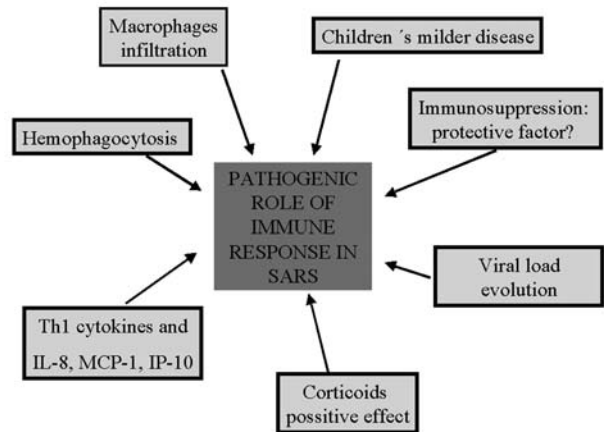 Macrophages
infiltration
Children ´s milder disease
Immunosuppression:
protective factor?
Hemophagocytosis
PATHOGENIC
ROLE OF
IMMUNE
RESPONSE IN
SARS
Viral load
evolution
Th1 cytokines and
IL-8, MCP-1, IP-10
Corticoids
possitive effect